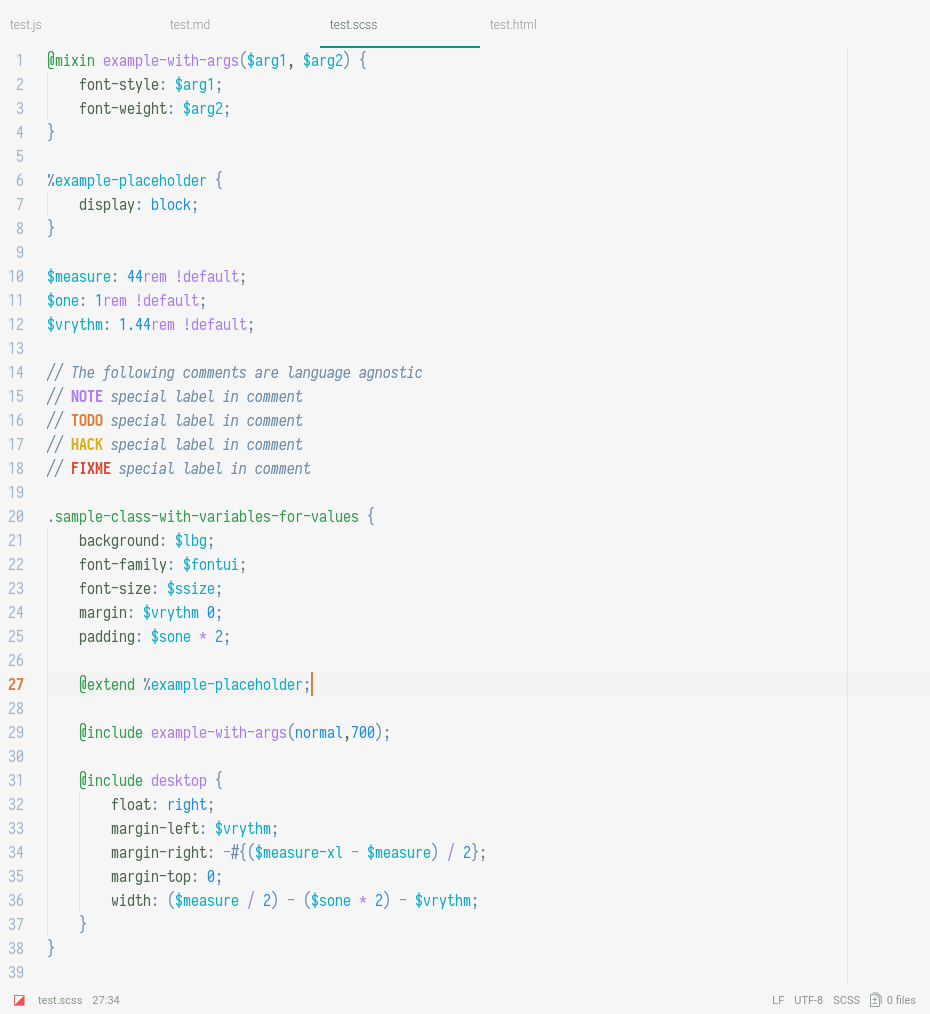 test.js test.md test.scss test.html
1 @mixin example-with-args($arg1, $arg2) {
2     font-style: $arg1;
3     font-weight: $arg2;
4 }
5
6 %example-placeholder {
7     display: block;
8 }
9
10 $measure: 44rem !default;
11 $one: 1rem !default;
12 $vrythm: 1.44rem !default;
13
14 // The following comments are language agnostic
15 // NOTE special label in comment
16 // TODO special label in comment
17 // HACK special label in comment
18 // FIXME special label in comment
19
20 .sample-class-with-variables-for-values {
21     background: $lbg;
22     font-family: $fontui;
23     font-size: $ssize;
24     margin: $vrythm 0;
25     padding: $sone * 2;
26
27     @extend %example-placeholder;
28
29     @include example-with-args(normal,700);
30
31     @include desktop {
32         float: right;
33         margin-left: $vrythm;
34         margin-right: -#{($measure-xl - $measure) / 2};
35         margin-top: 0;
36         width: ($measure / 2) - ($sone * 2) - $vrythm;
37     }
38 }
39
test.scss 27:34 LF UTF-8 SCSS 0 files